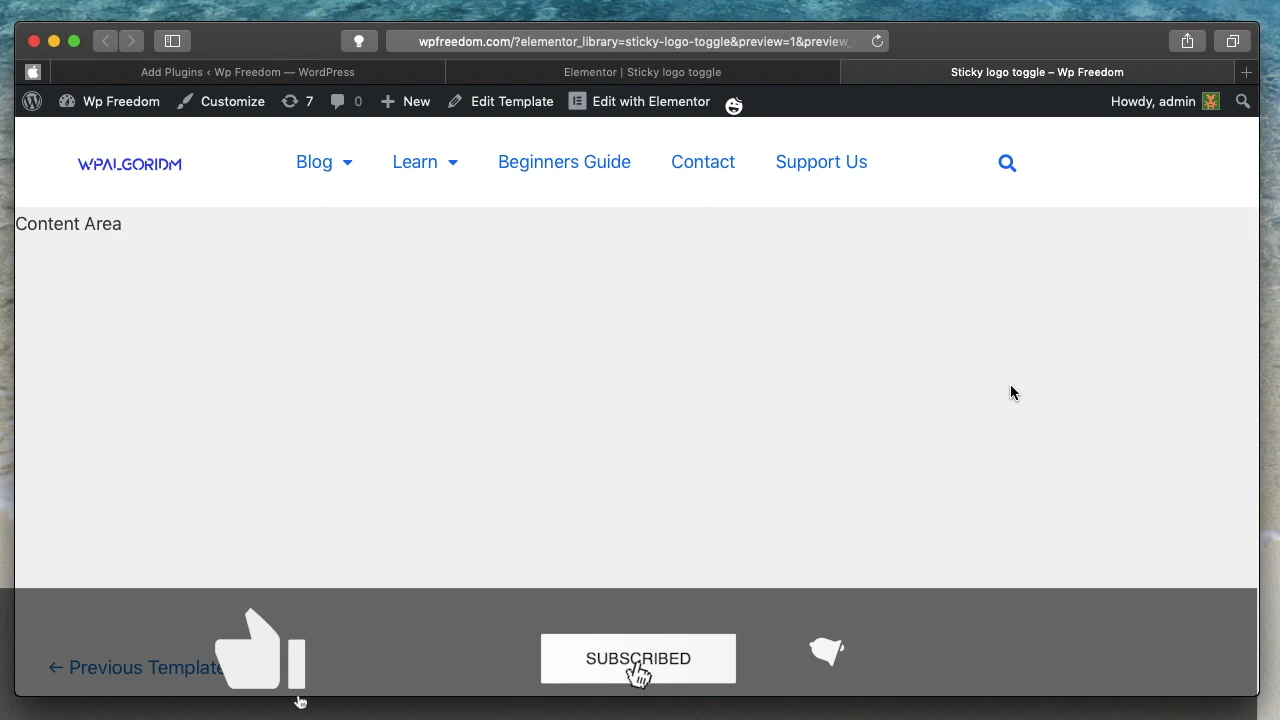 wpfreedom.com/?elementor_library=sticky-logo-toggle&preview=1&preview_
Add Plugins ‹ Wp Freedom — WordPress
Elementor | Sticky logo toggle
Sticky logo toggle – Wp Freedom
Wp Freedom
Customize
7
0
New
Edit Template
Edit with Elementor
Howdy, admin
WPALGORIDM
Blog
Learn
Beginners Guide
Contact
Support Us
Content Area
← Previous Template
SUBSCRIBED